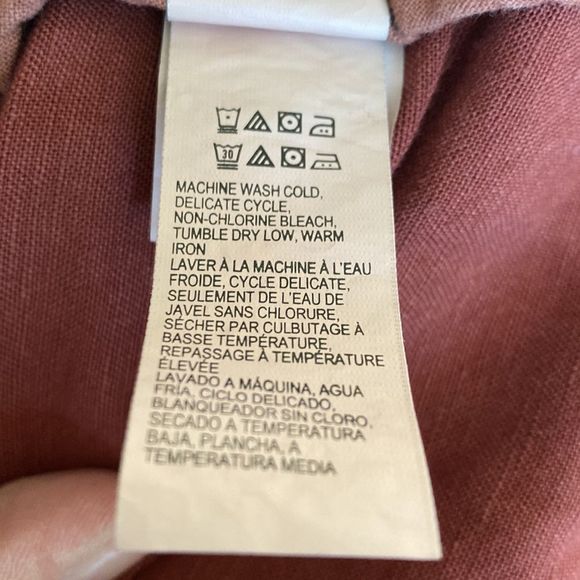 30
MACHINE WASH COLD,
DELICATE CYCLE,
NON-CHLORINE BLEACH,
TUMBLE DRY LOW, WARM
IRON
LAVER À LA MACHINE À L'EAU
FROIDE, CYCLE DELICATE,
SEULEMENT DE L'EAU DE
JAVEL SANS CHLORURE,
SÉCHER PAR CULBUTAGE À
BASSE TEMPÉRATURE,
REPASSAGE À TEMPÉRATURE
ÉLEVÉE
LAVADO A MÁQUINA, AGUA
FRÍA, CICLO DELICADO,
BLANQUEADOR SIN CLORO,
SECADO A TEMPERATURA
BAJA, PLANCHA, A
TEMPERATURA MEDIA